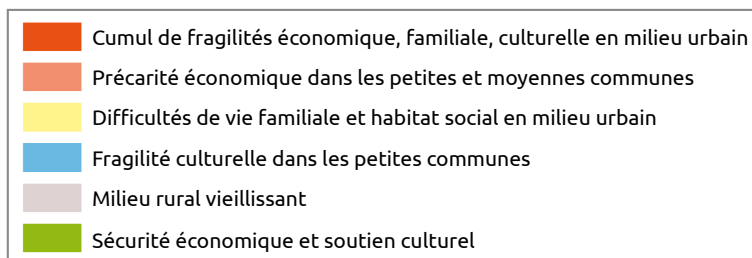 Cumul de fragilités économique, familiale, culturelle en milieu urbain
Précarité économique dans les petites et moyennes communes
Difficultés de vie familiale et habitat social en milieu urbain
Fragilité culturelle dans les petites communes
Milieu rural vieillissant
Sécurité économique et soutien culturel